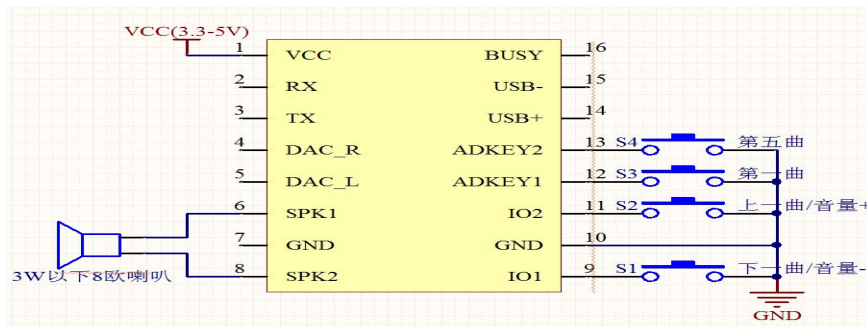 VCC(3.3-5V)
1 VCC BUSY 16
2 RX USB- 15
3 TX USB+ 14
4 DAC_R ADKEY2 13 S4 第五曲
5 DAC_L ADKEY1 12 S3 第一曲
6 SPK1 IO2 11 S2 上一曲/音量+
7 GND GND 10
8 SPK2 IO1 9 S1 下一曲/音量-
3W以下8欧喇叭
GND